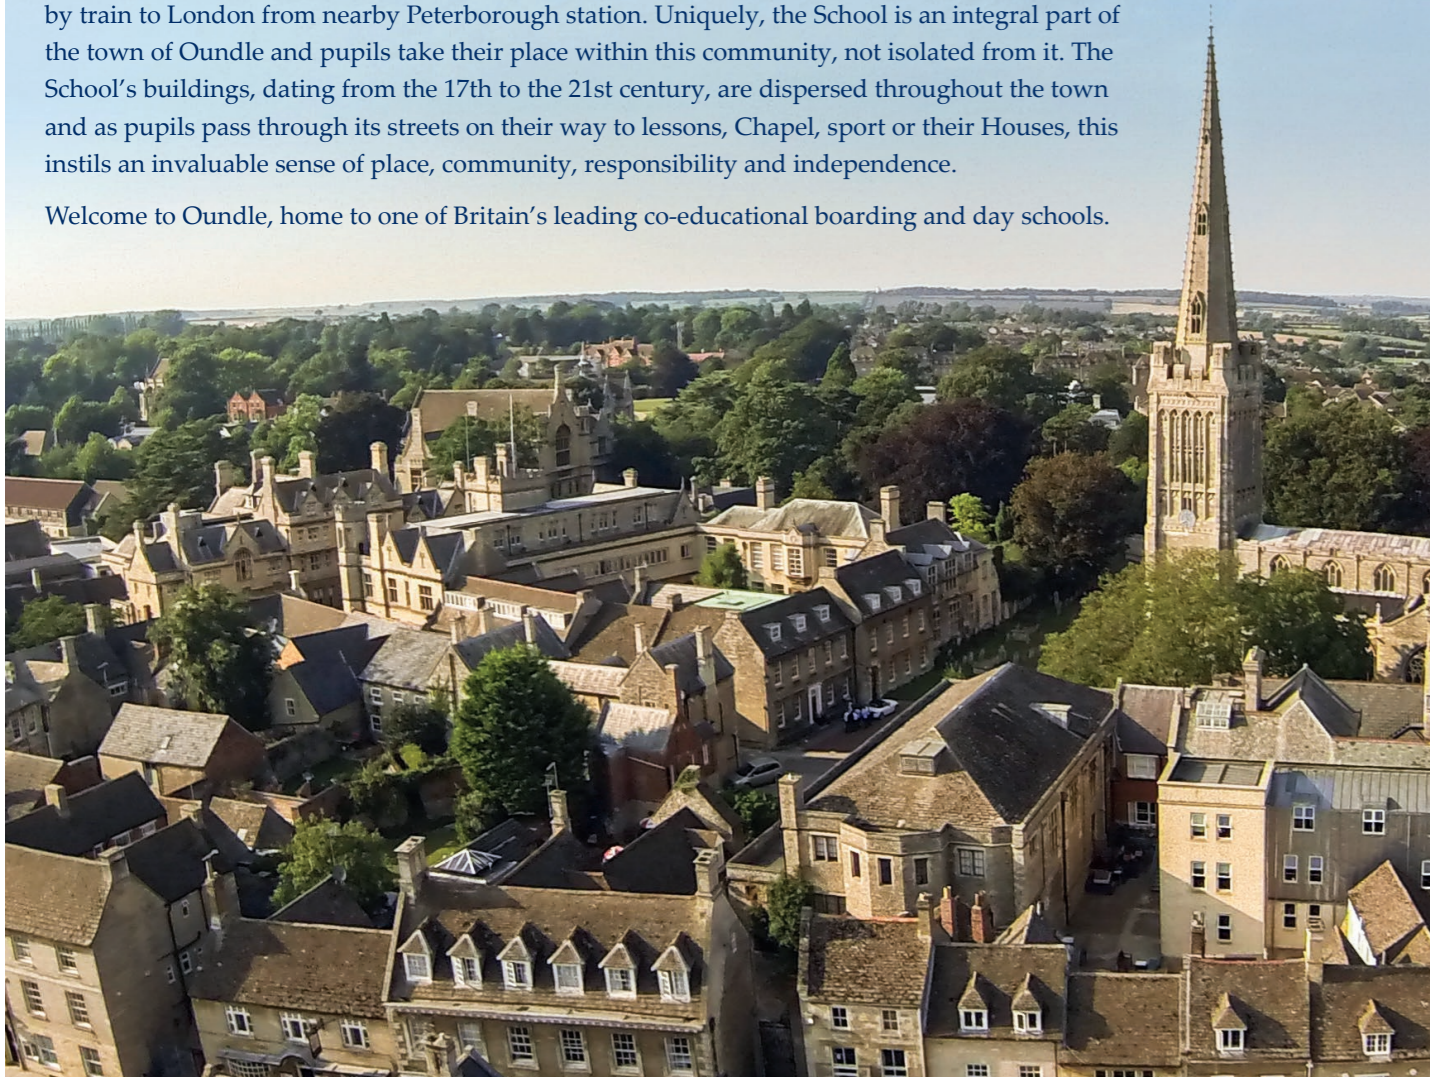 by train to London from nearby Peterborough station. Uniquely, the School is an integral part of
the town of Oundle and pupils take their place within this community, not isolated from it. The
School’s buildings, dating from the 17th to the 21st century, are dispersed throughout the town
and as pupils pass through its streets on their way to lessons, Chapel, sport or their Houses, this
instils an invaluable sense of place, community, responsibility and independence.
Welcome to Oundle, home to one of Britain’s leading co-educational boarding and day schools.